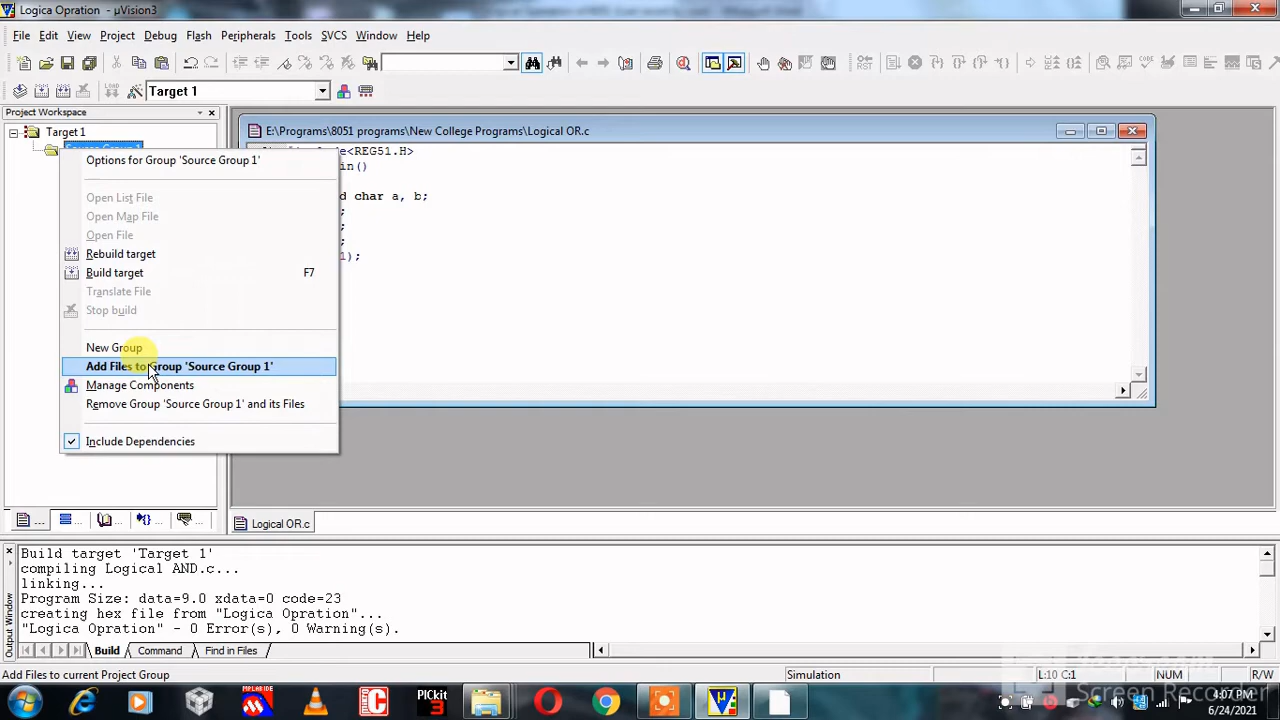 Logica Opration - µVision3
File Edit View Project Debug Flash Peripherals Tools SVCS Window Help
Target 1
Project Workspace
Target 1
E:\Programs\8051 programs\New College Programs\Logical OR.c
<REG51.H>
in()
d char a, b;
;
;
;
1);
Options for Group 'Source Group 1'
Open List File
Open Map File
Open File
Rebuild target
Build target F7
Translate File
Stop build
New Group
Add Files to Group 'Source Group 1'
Manage Components
Remove Group 'Source Group 1' and its Files
Include Dependencies
Logical OR.c
Build target 'Target 1'
compiling Logical AND.c...
linking...
Program Size: data=9.0 xdata=0 code=23
creating hex file from "Logica Opration"...
"Logica Opration" - 0 Error(s), 0 Warning(s).
Output Window
Build Command Find in Files
Add Files to current Project Group Simulation L:10 C:1 NUM R/W
Screen Recorder
PICkit 3
4:07 PM
6/24/2021